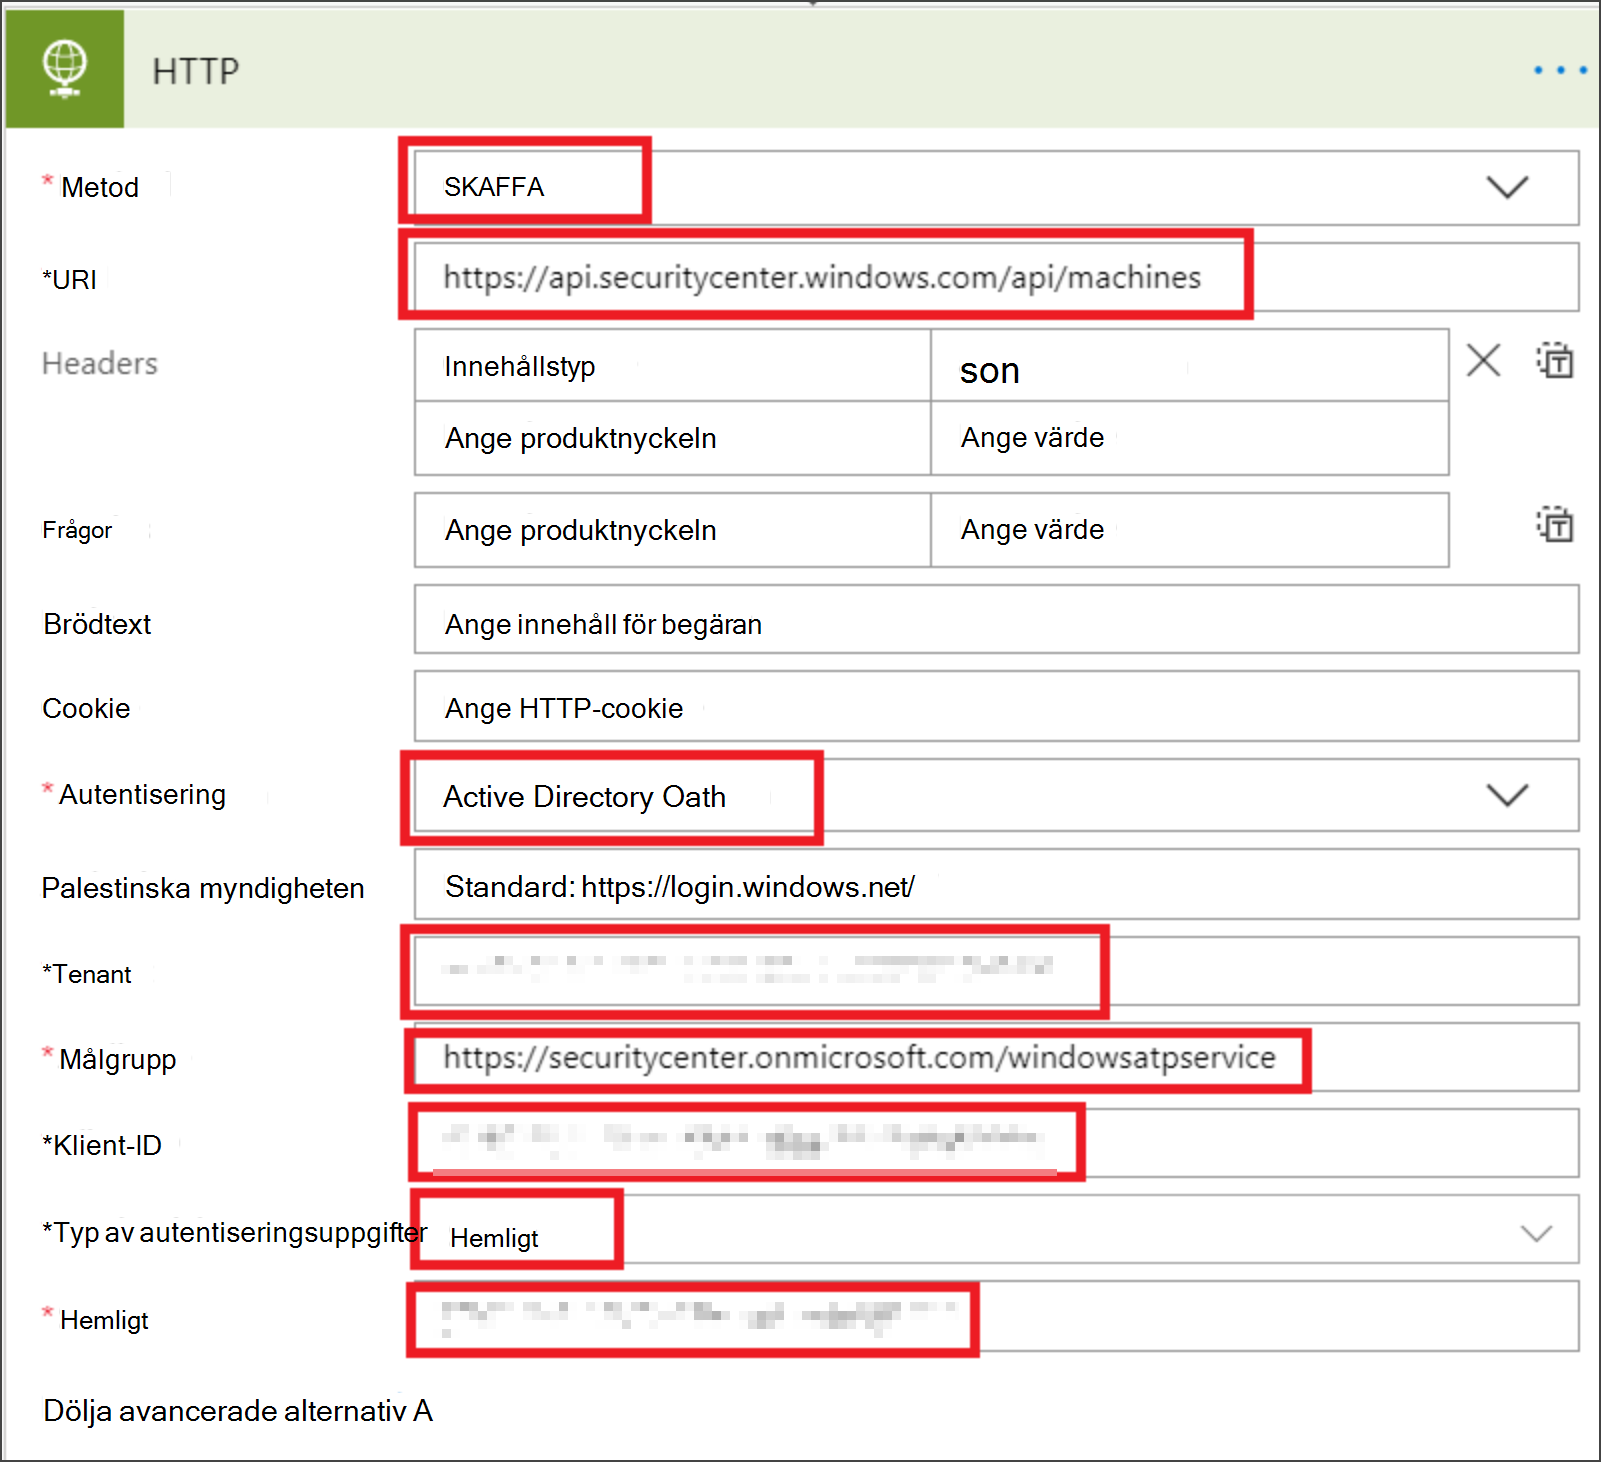 HTTP
* Metod SKAFFA
*URI https://api.securitycenter.windows.com/api/machines
Headers Innehållstyp son
Ange produktnyckeln Ange värde
Frågor Ange produktnyckeln Ange värde
Brödtext Ange innehåll för begäran
Cookie Ange HTTP-cookie
* Autentisering Active Directory Oath
Palestinska myndigheten Standard: https://login.windows.net/
*Tenant
* Målgrupp https://securitycenter.onmicrosoft.com/windowsatpservice
*Klient-ID
*Typ av autentiseringsuppgifter Hemligt
* Hemligt
Dölja avancerade alternativ A